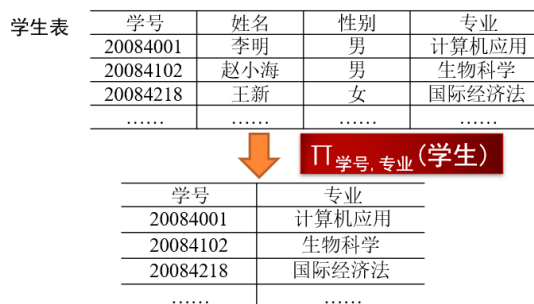 学生表
学号 姓名 性别 专业
20084001 李明 男 计算机应用
20084102 赵小海 男 生物科学
20084218 王新 女 国际经济法
…… …… …… ……
∏学号, 专业(学生)
学号 专业
20084001 计算机应用
20084102 生物科学
20084218 国际经济法
…… ……